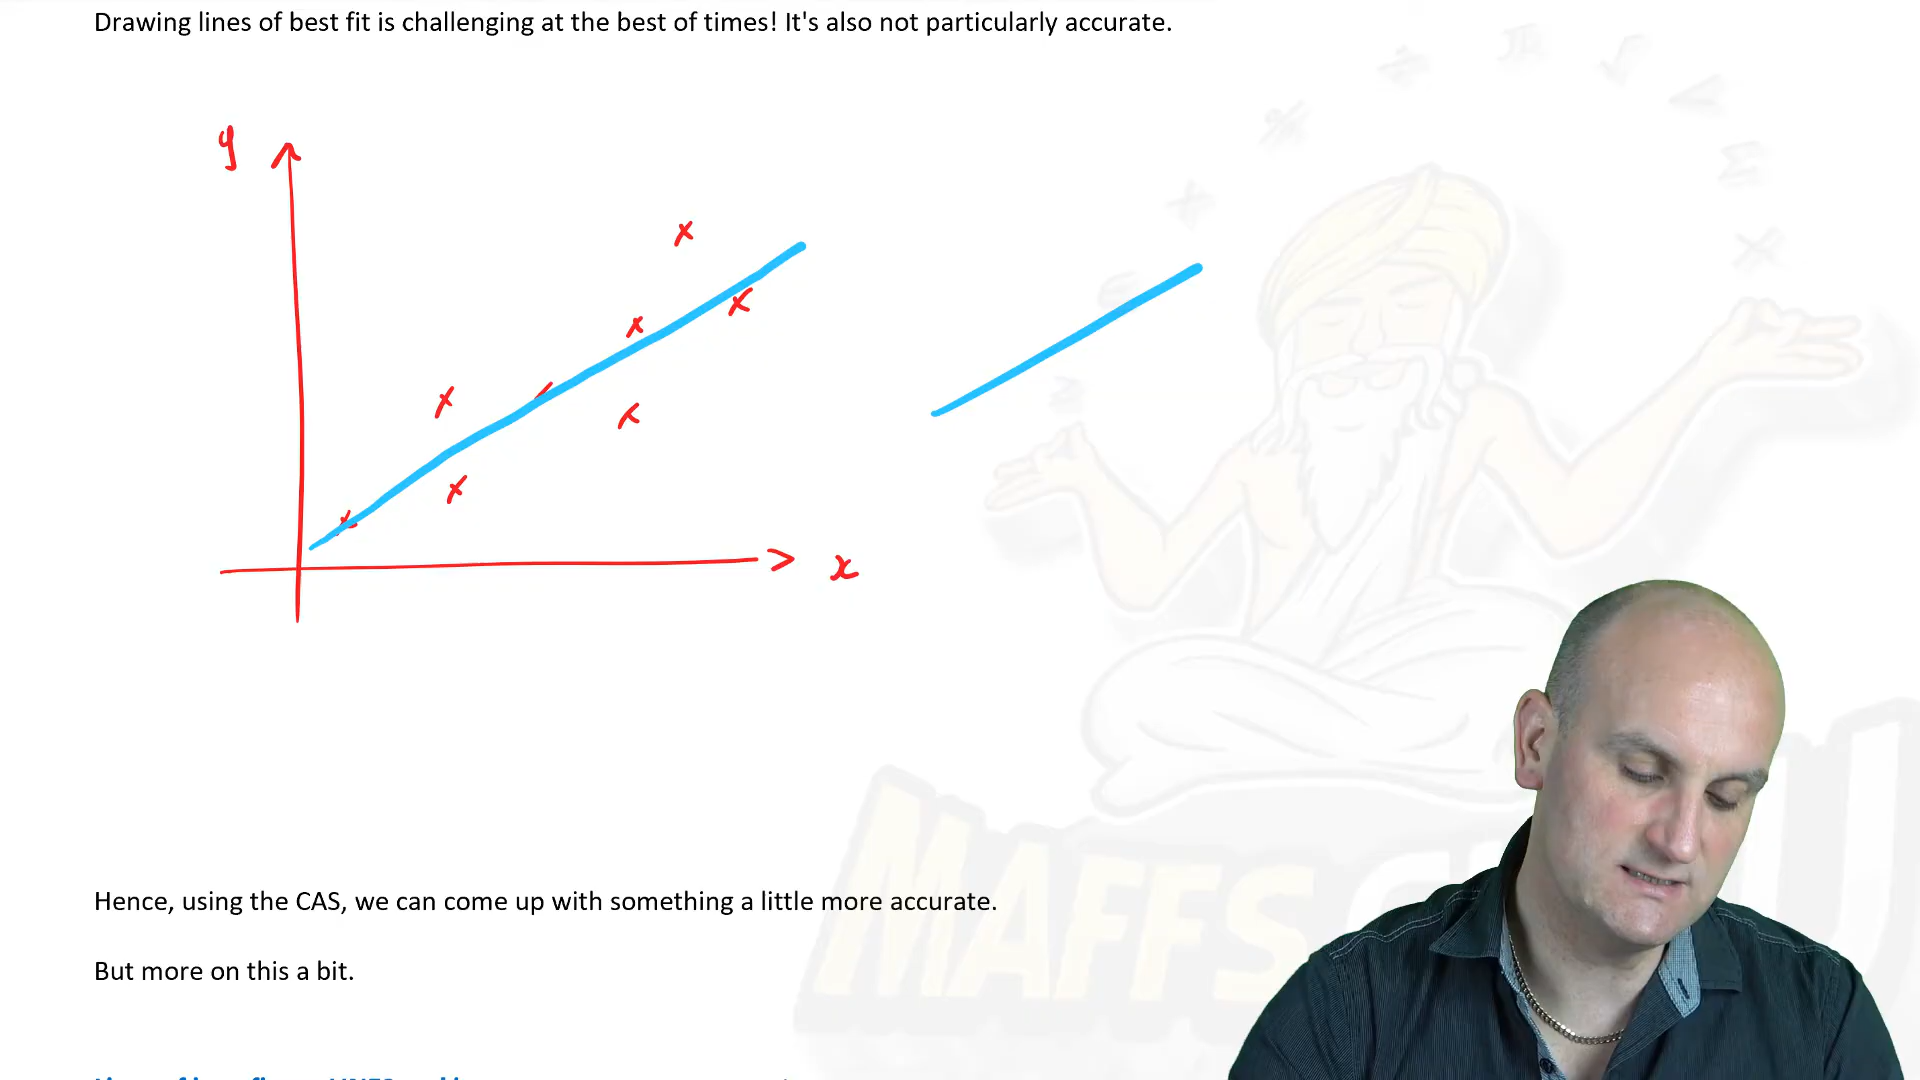 Drawing lines of best fit is challenging at the best of times! It's also not particularly accurate.
y
x
Hence, using the CAS, we can come up with something a little more accurate.
But more on this a bit.
MAFFS